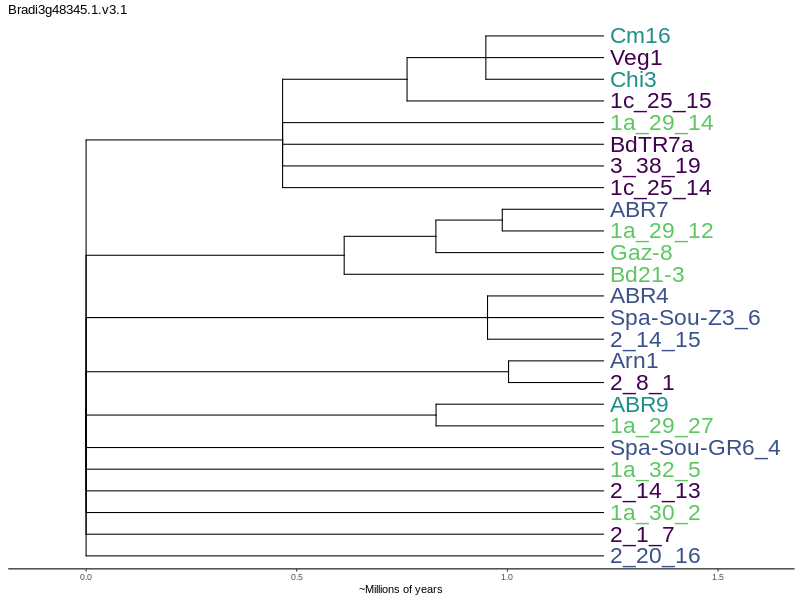 Bradi3g48345.1.v3.1
Cm16
Veg1
Chi3
1c_25_15
1a_29_14
BdTR7a
3_38_19
1c_25_14
ABR7
1a_29_12
Gaz-8
Bd21-3
ABR4
Spa-Sou-Z3_6
2_14_15
Arn1
2_8_1
ABR9
1a_29_27
Spa-Sou-GR6_4
1a_32_5
2_14_13
1a_30_2
2_1_7
2_20_16
0.0 0.5 1.0 1.5
~Millions of years